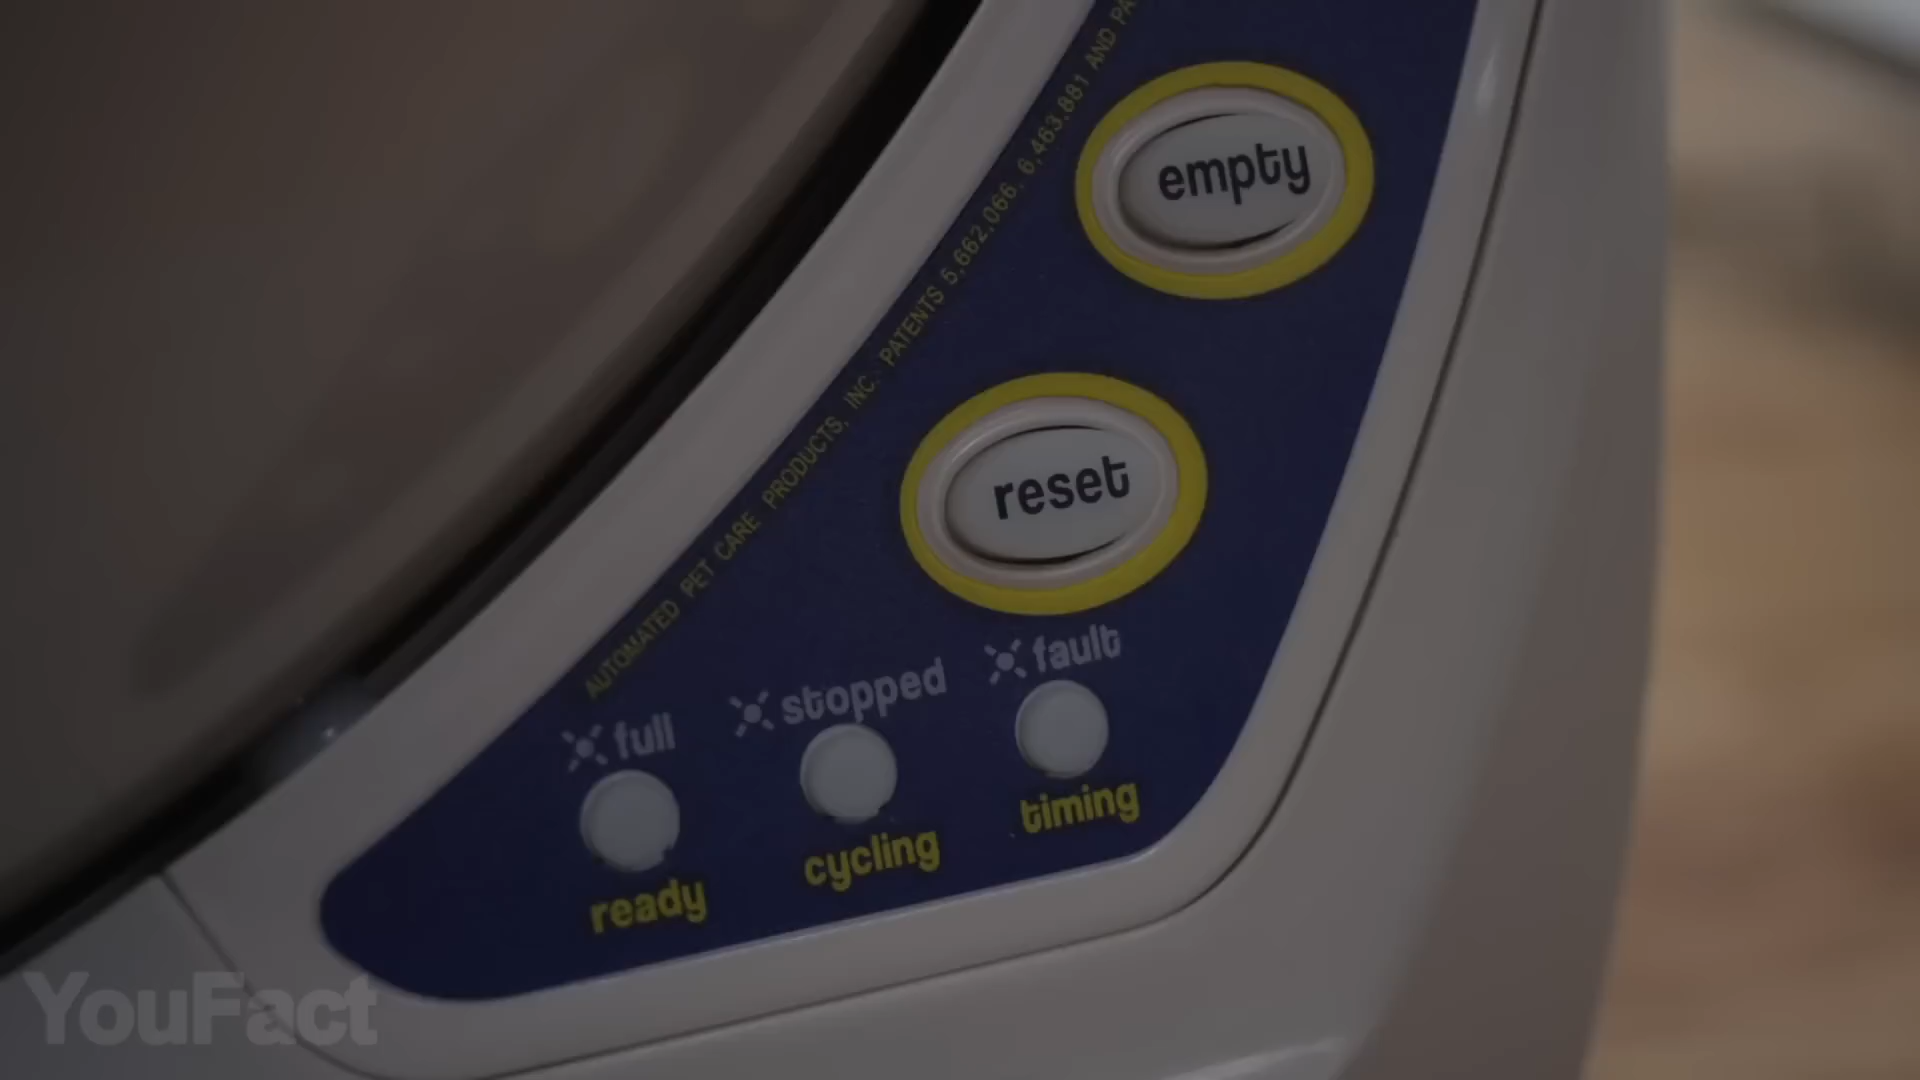 AUTOMATED PET CARE PRODUCTS, INC. PATENTS 5,662,066, 6,463,881 AND PA
empty
reset
full
stopped
fault
ready
cycling
timing
YouFact